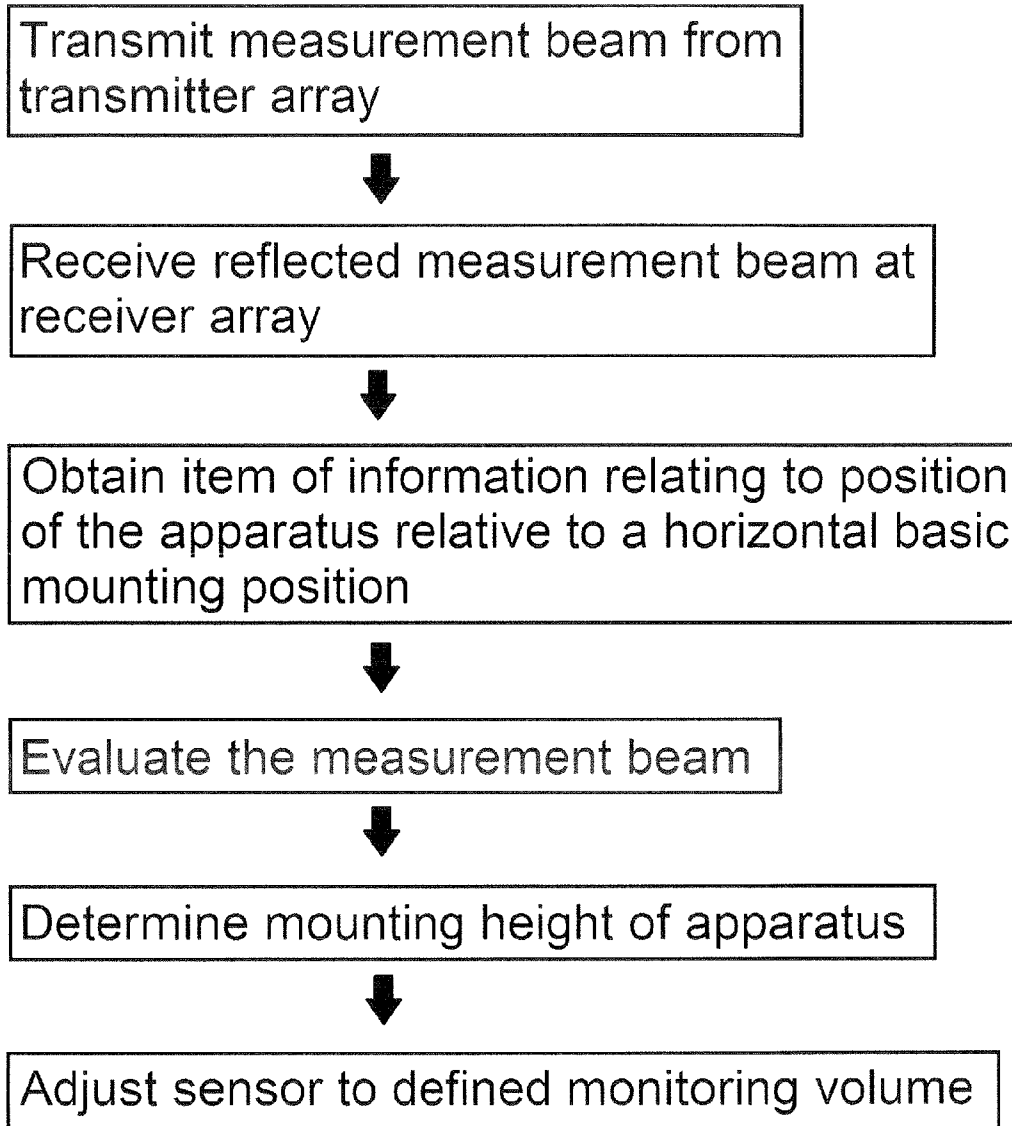 Transmit measurement beam from
transmitter array
Receive reflected measurement beam at
receiver array
Obtain item of information relating to position
of the apparatus relative to a horizontal basic
mounting position
Evaluate the measurement beam
Determine mounting height of apparatus
Adjust sensor to defined monitoring volume